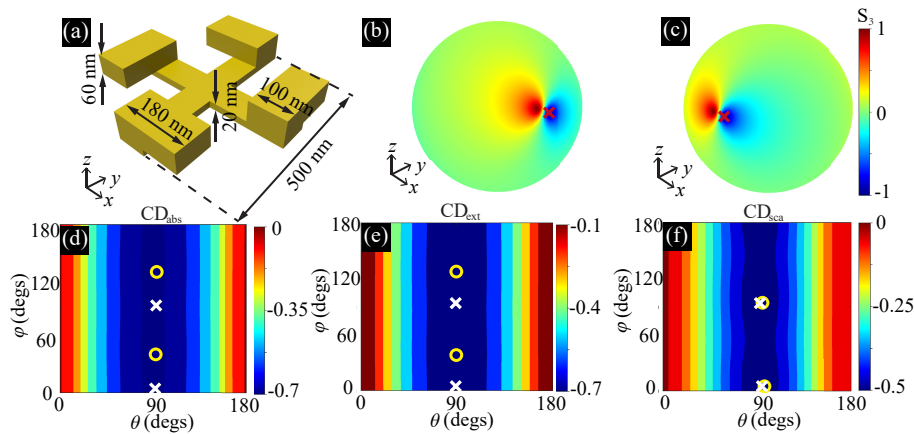 (a)
60 nm
180 nm
100 nm
20 nm
500 nm
z
y
x
(b)
z
y
x
(c)
z
y
x
S3
1
0
-1
CDabs
(d)
φ (degs)
180
120
60
0
0
90
180
θ (degs)
0
-0.35
-0.7
CDext
(e)
φ (degs)
180
120
60
0
0
90
180
θ (degs)
-0.1
-0.4
-0.7
CDsca
(f)
φ (degs)
180
120
60
0
0
90
180
θ (degs)
0
-0.25
-0.5